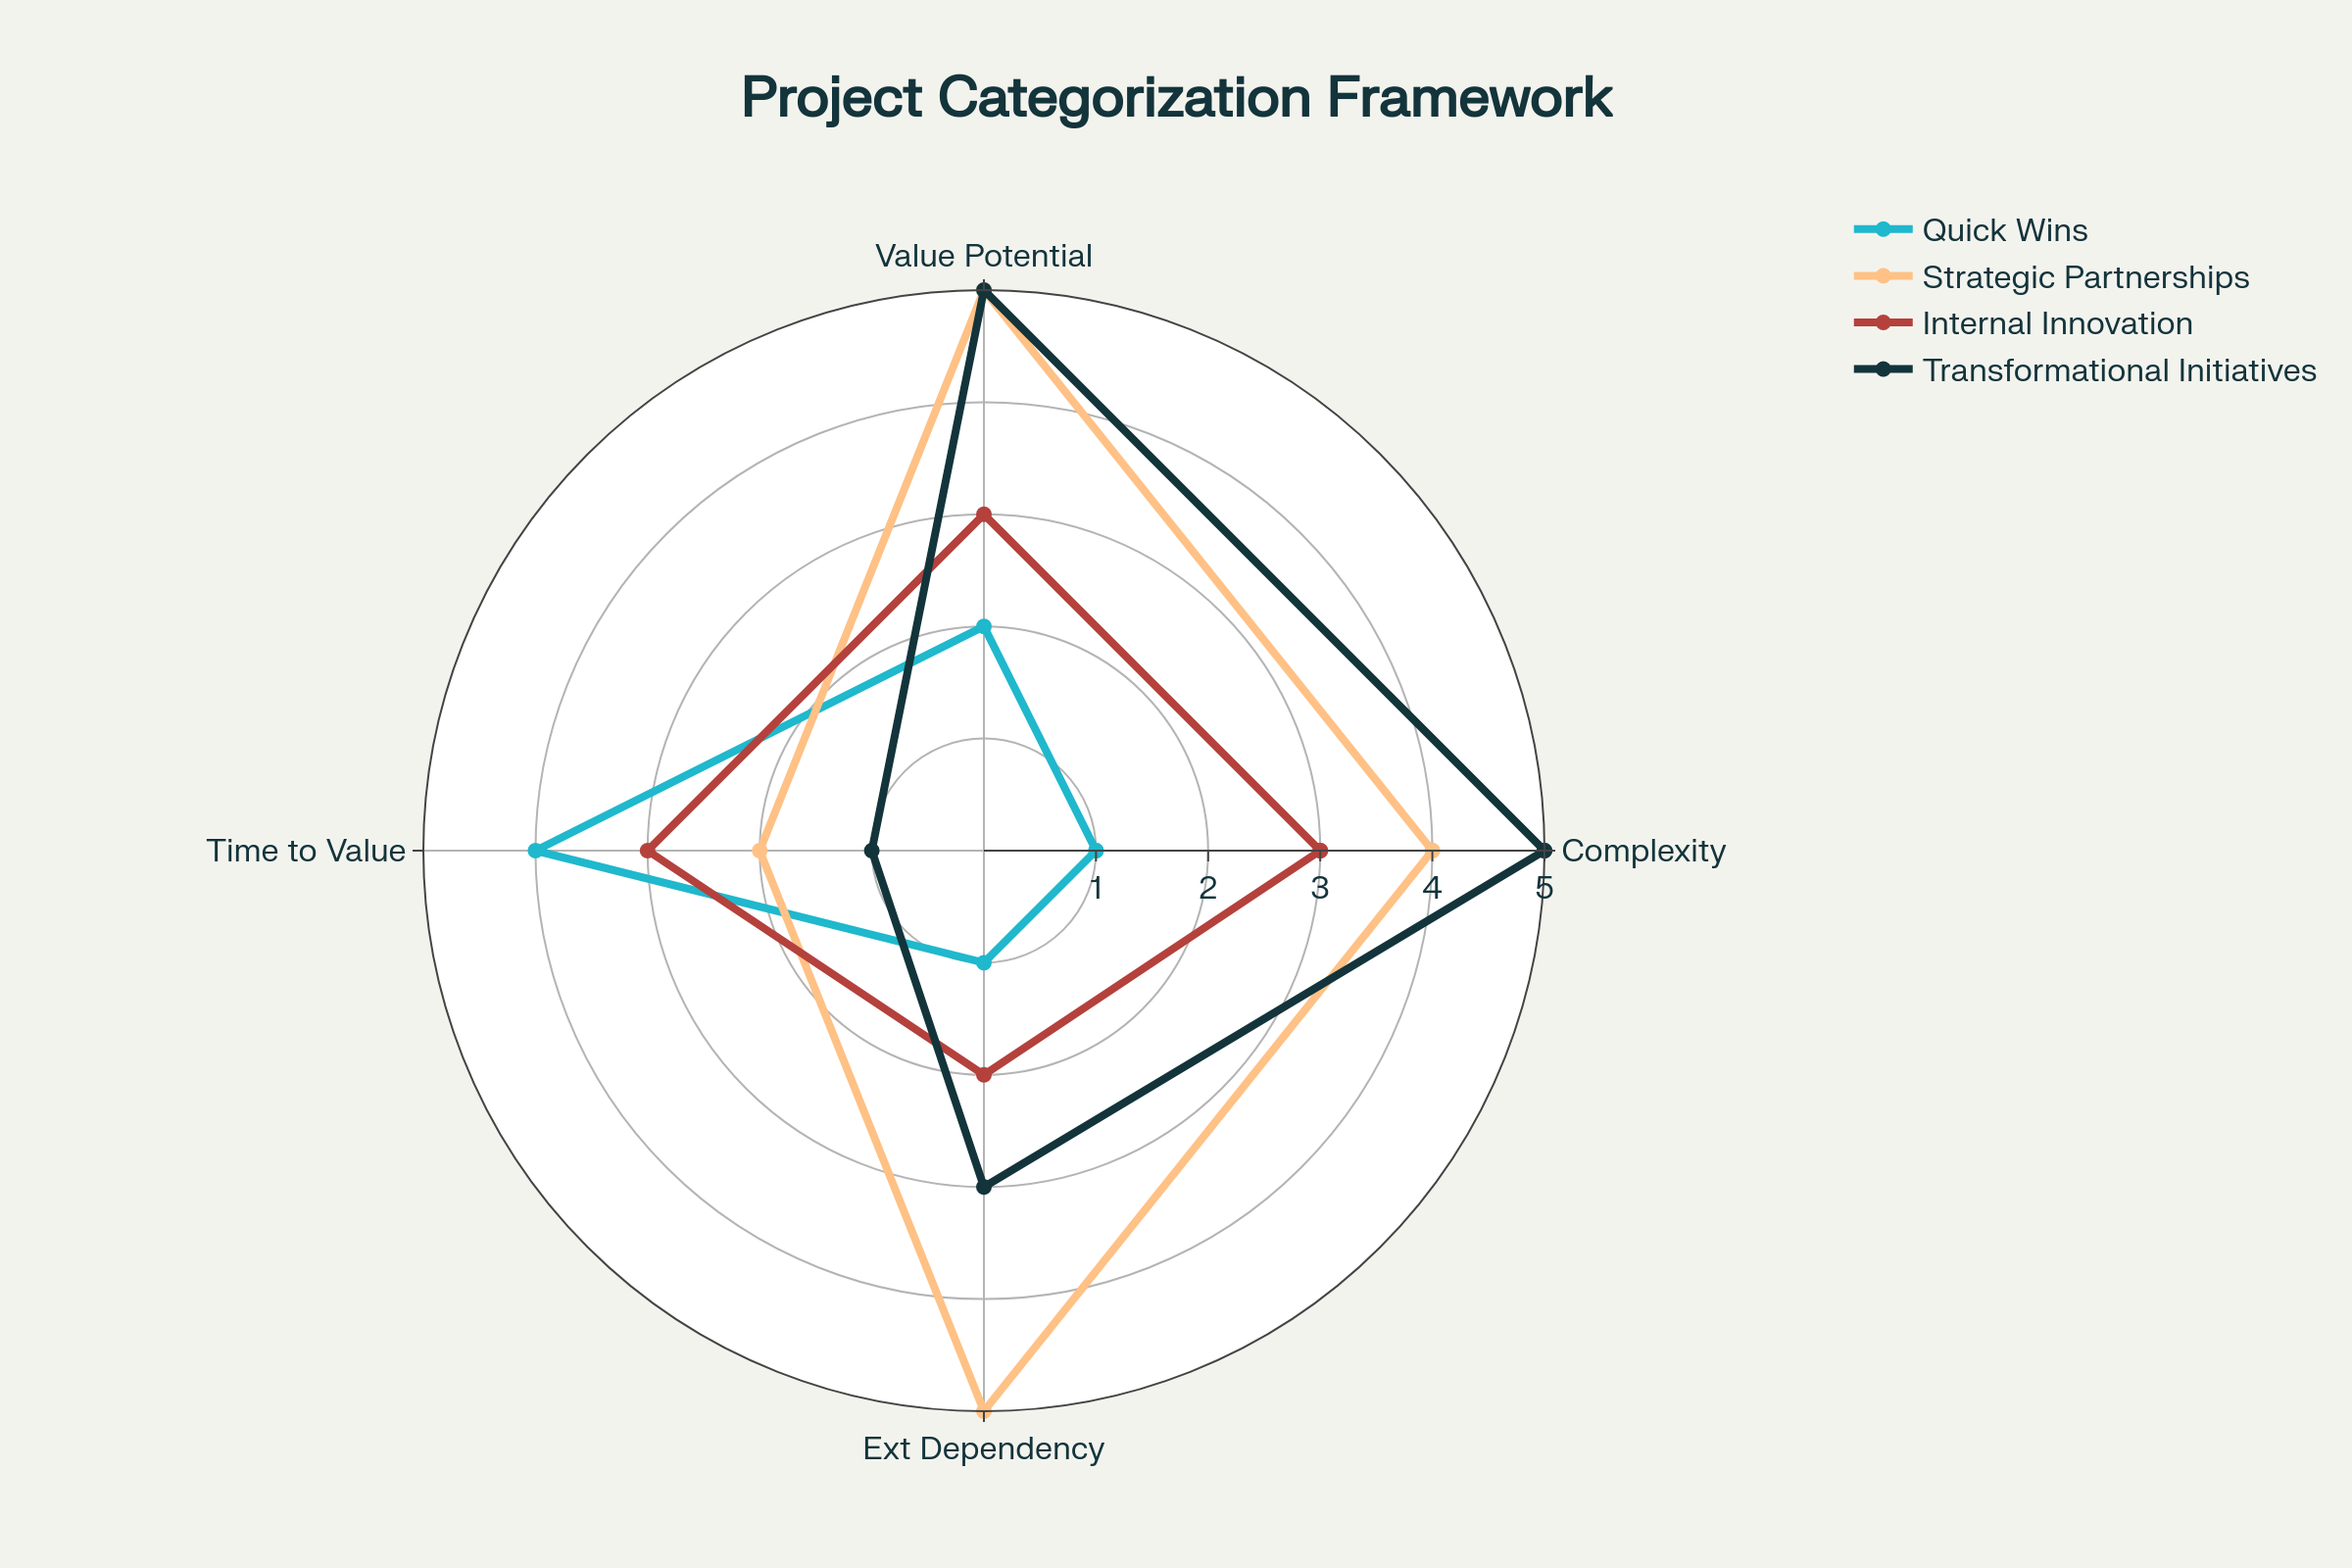 Project Categorization Framework
Quick Wins
Strategic Partnerships
Internal Innovation
Transformational Initiatives
Value Potential
Time to Value
Complexity
1 2 3 4 5
Ext Dependency